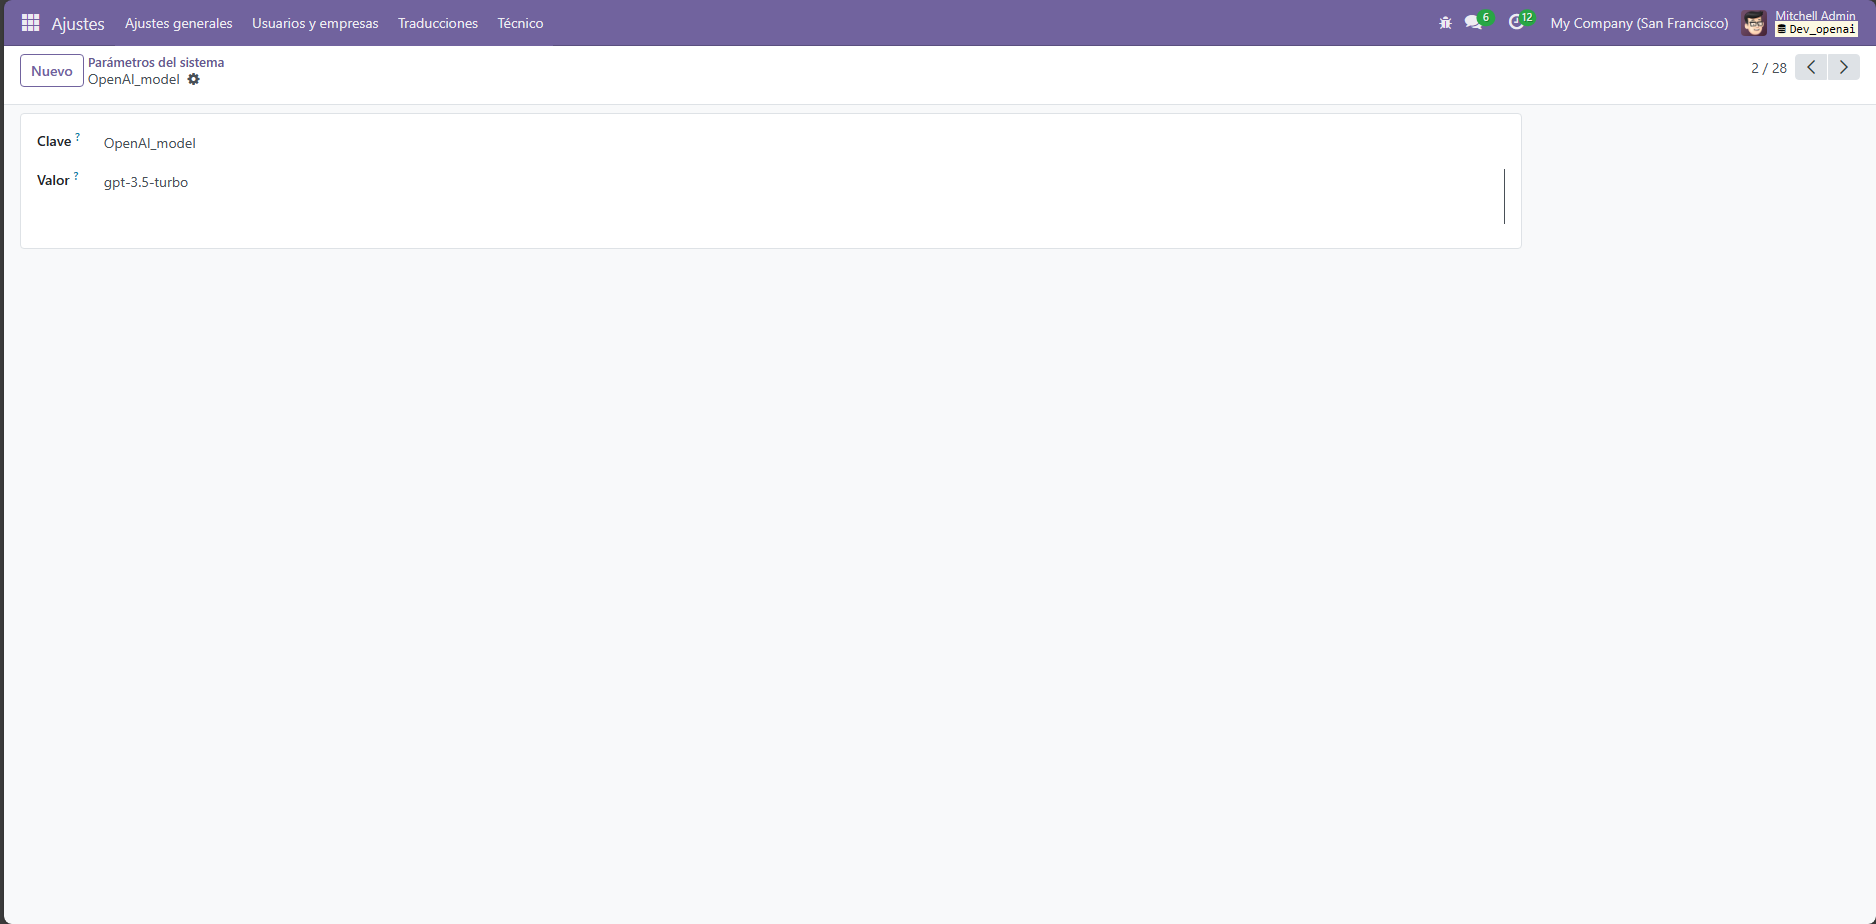 Ajustes Ajustes generales Usuarios y empresas Traducciones Técnico 6 12 My Company (San Francisco) Mitchell Admin
Dev_openai
Nuevo Parámetros del sistema
OpenAI_model
2 / 28
Clave ? OpenAI_model
Valor ? gpt-3.5-turbo